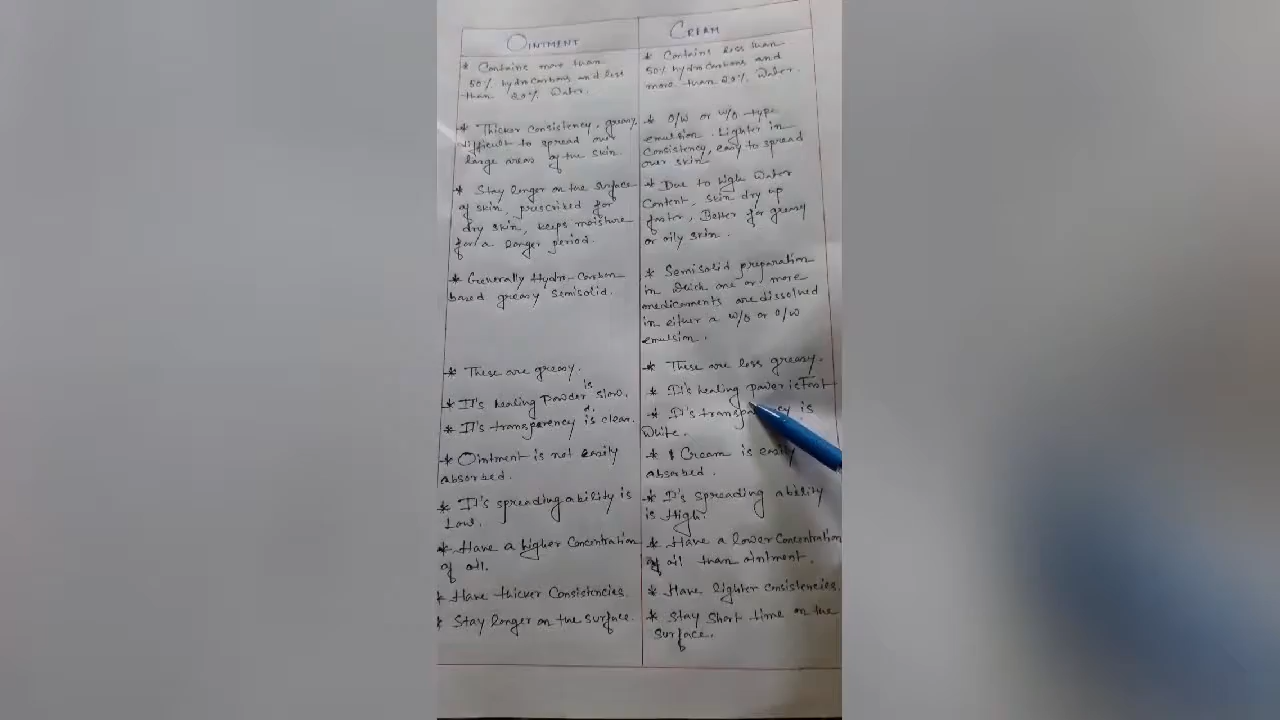 OINTMENT
* Contains more than
50% hydrocarbons and less
than 20% Water.
* Thicker Consistency, greasy
difficult to spread over
large areas of the skin
* Stay longer on the surface
of skin, prescribed for
dry skin, keeps moisture
for a longer period.
* Generally Hydro-Carbon
based greasy semisolid.
* These are greasy.
* It's healing powder is slow.
* It's transparency is clear.
* Ointment is not easily
absorbed.
* It's spreading ability is
Low.
* Have a higher Concentration
of oil.
* Have thicker Consistencies.
* Stay longer on the surface.
CREAM
* Contains less than
50% hydrocarbons and
more than 20% Water.
* O/W or W/O type
emulsion. Lighter in
Consistency, easy to spread
over skin
* Due to high Water
Content, skin dry up
faster, Better for greasy
or oily skin.
* Semisolid preparation
in which one or more
medicaments are dissolved
in either a W/O or O/W
emulsion.
* These are less greasy.
* It's healing power is Fast
* It's transparency is
White.
* Cream is easily
absorbed.
* It's spreading ability
is High.
* Have a lower Concentration
of oil than ointment.
* Have lighter consistencies.
* Stay short time on the
surface.